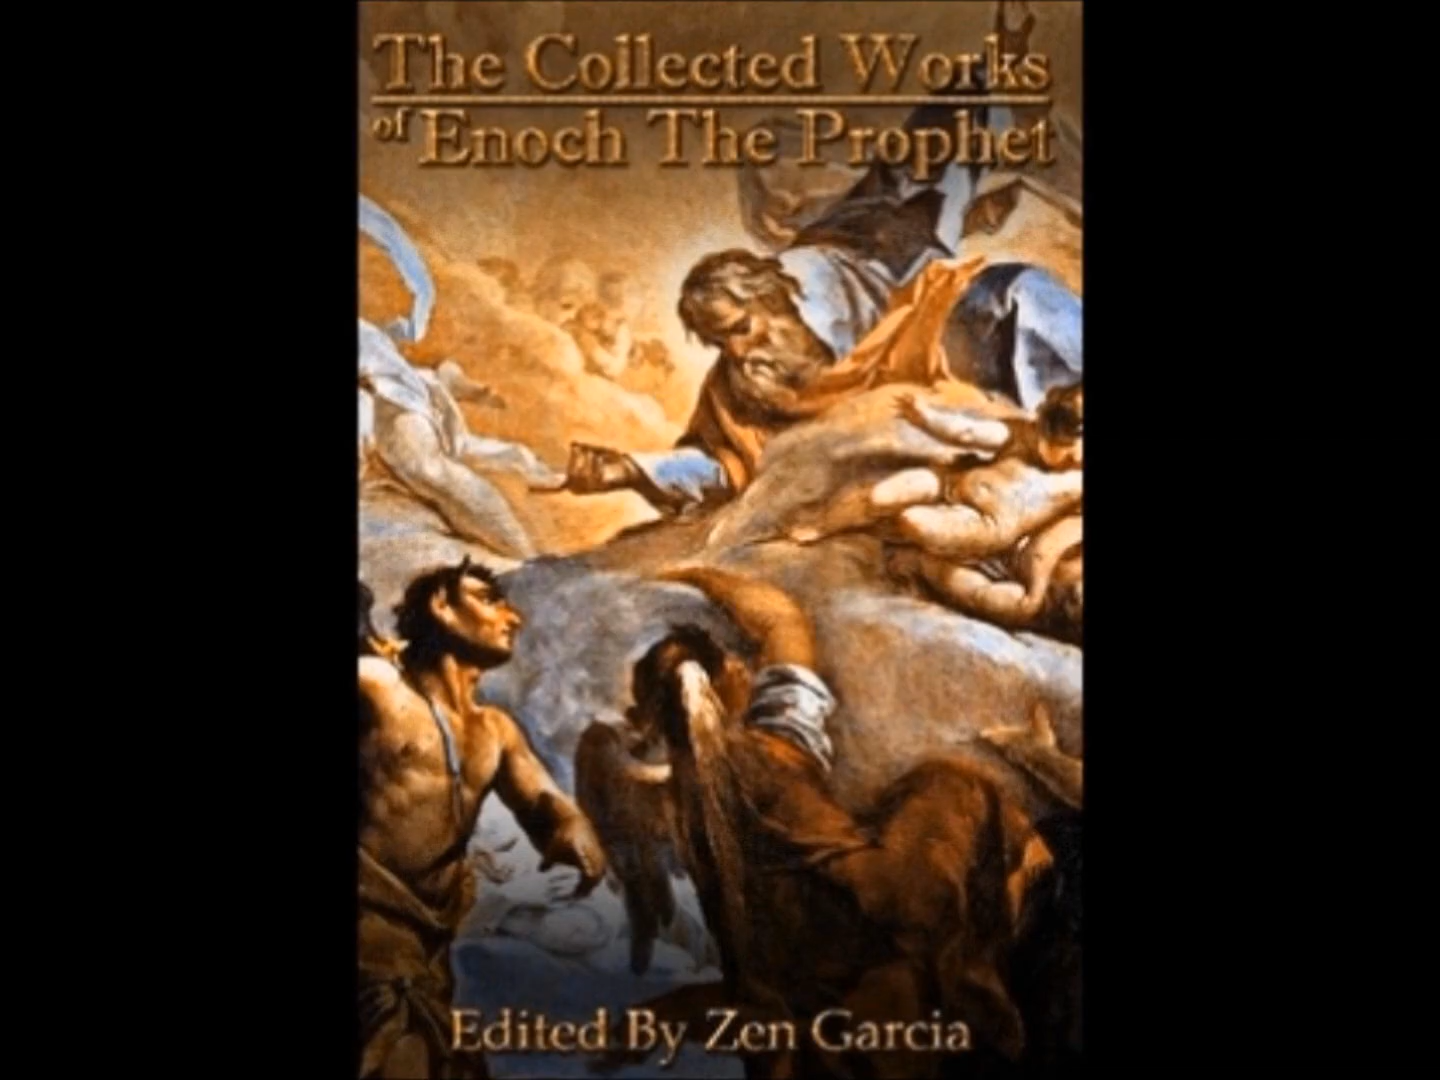 The Collected Works
of Enoch The Prophet
Edited By Zen Garcia